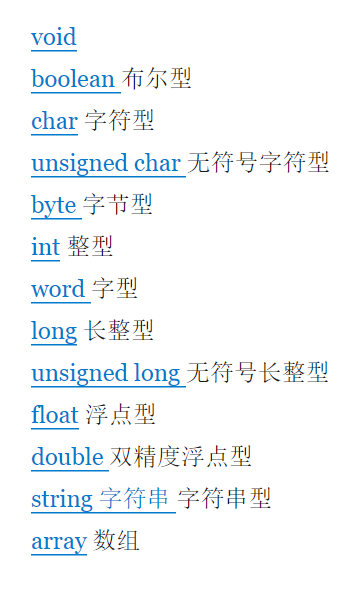 void
boolean 布尔型
char 字符型
unsigned char 无符号字符型
byte 字节型
int 整型
word 字型
long 长整型
unsigned long 无符号长整型
float 浮点型
double 双精度浮点型
string 字符串 字符串型
array 数组